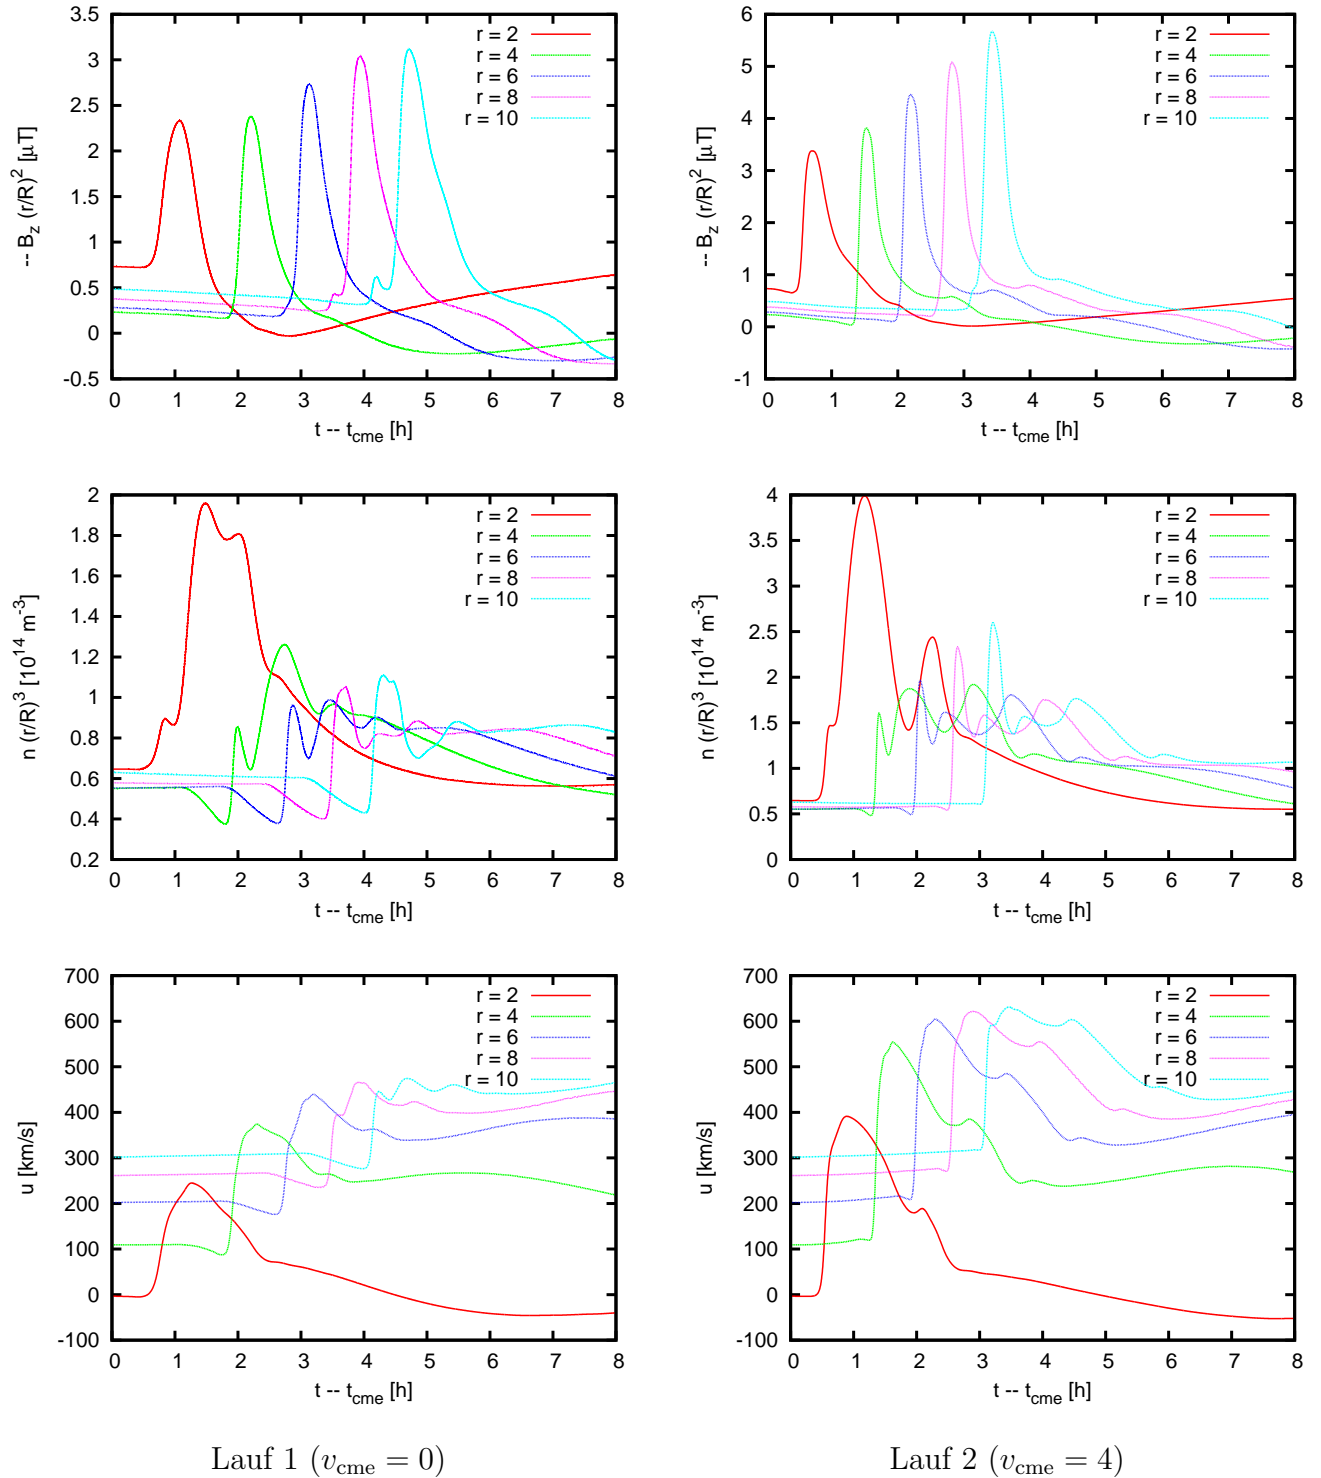 3.5
3
2.5
2
1.5
1
0.5
0
-0.5
-- B_z (r/R)^2 [μT]
r = 2
r = 4
r = 6
r = 8
r = 10
0 1 2 3 4 5 6 7 8
t -- t_cme [h]
6
5
4
3
2
1
0
-1
-- B_z (r/R)^2 [μT]
r = 2
r = 4
r = 6
r = 8
r = 10
0 1 2 3 4 5 6 7 8
t -- t_cme [h]
2
1.8
1.6
1.4
1.2
1
0.8
0.6
0.4
0.2
n (r/R)^3 [10^14 m^-3]
r = 2
r = 4
r = 6
r = 8
r = 10
0 1 2 3 4 5 6 7 8
t -- t_cme [h]
4
3.5
3
2.5
2
1.5
1
0.5
0
n (r/R)^3 [10^14 m^-3]
r = 2
r = 4
r = 6
r = 8
r = 10
0 1 2 3 4 5 6 7 8
t -- t_cme [h]
700
600
500
400
300
200
100
0
-100
u [km/s]
r = 2
r = 4
r = 6
r = 8
r = 10
0 1 2 3 4 5 6 7 8
t -- t_cme [h]
700
600
500
400
300
200
100
0
-100
u [km/s]
r = 2
r = 4
r = 6
r = 8
r = 10
0 1 2 3 4 5 6 7 8
t -- t_cme [h]
Lauf 1 (v_cme = 0)
Lauf 2 (v_cme = 4)